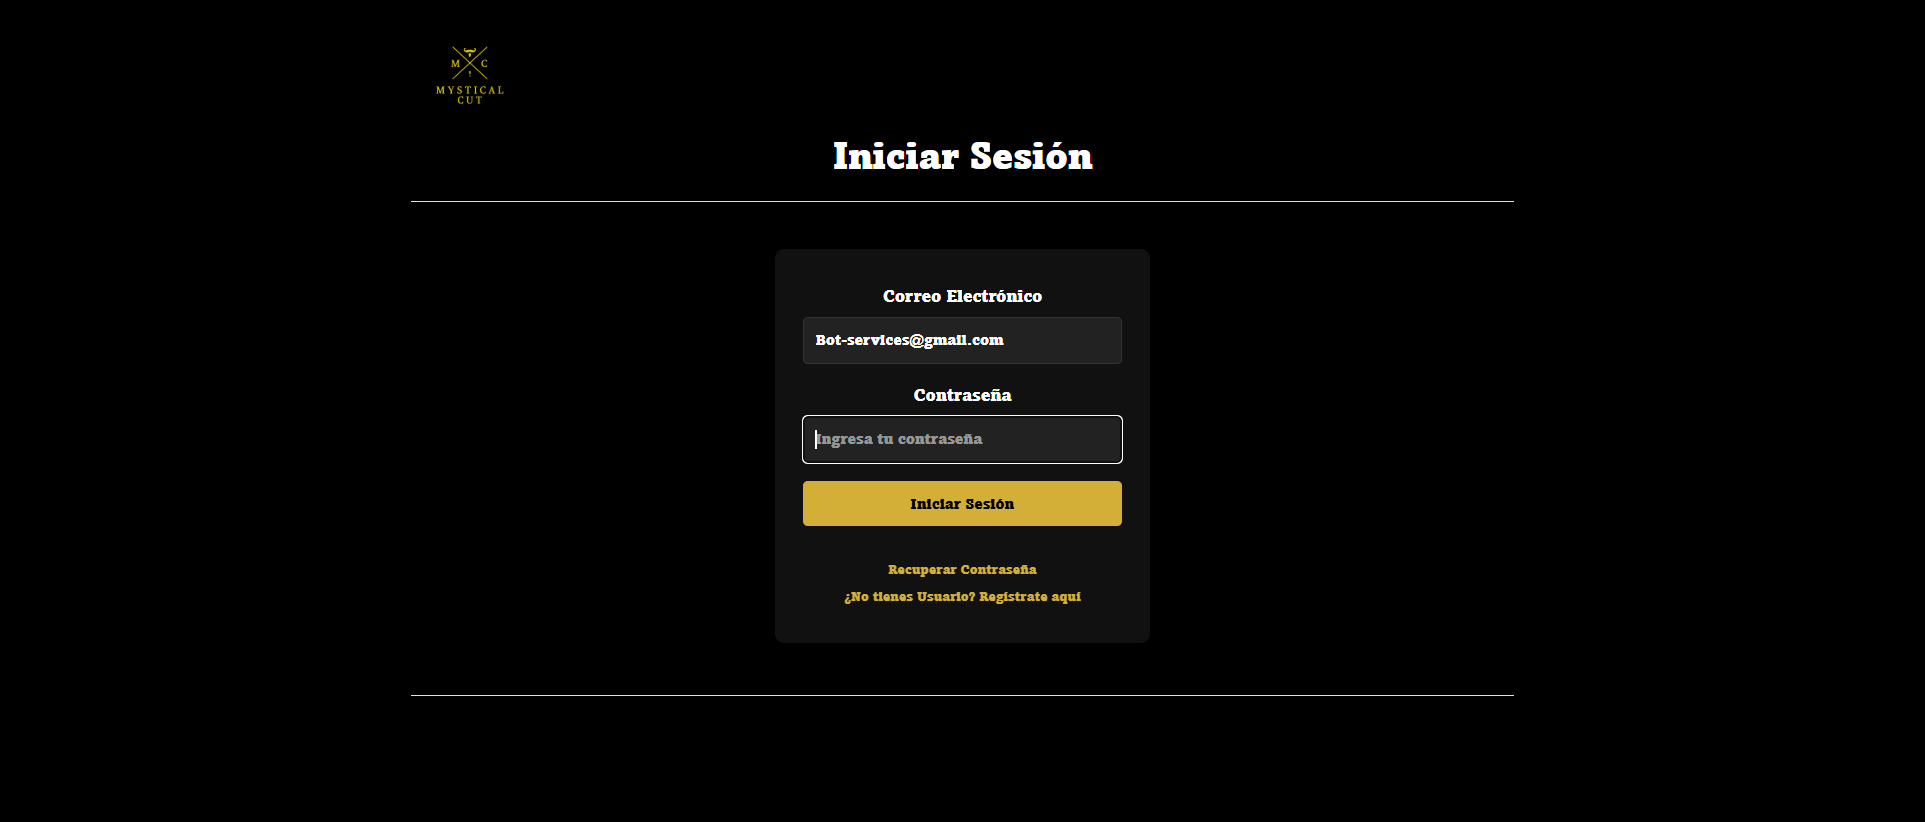 M C
MYSTICAL
CUT
Iniciar Sesión
Correo Electrónico
Bot-services@gmail.com
Contraseña
Ingresa tu contraseña
Iniciar Sesión
Recuperar Contraseña
¿No tienes Usuario? Registrate aquí